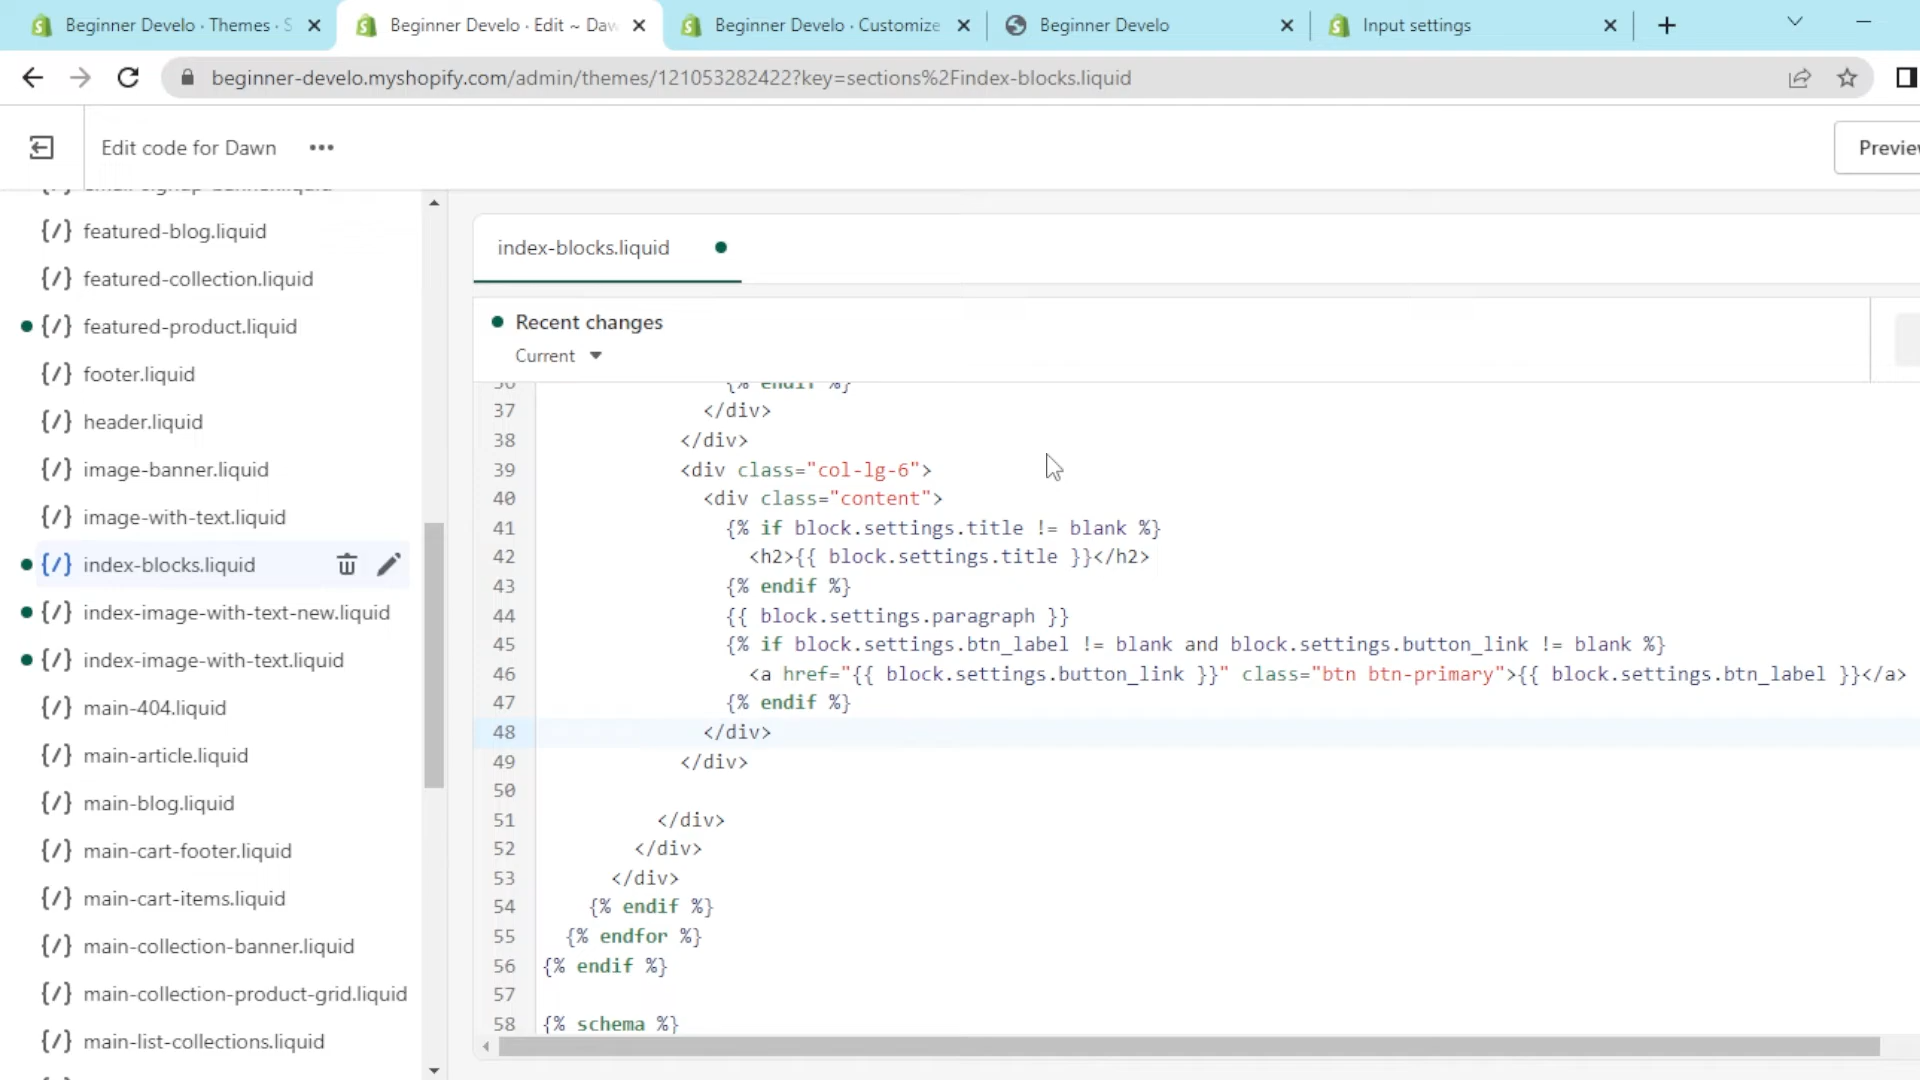 Beginner Develo · Themes · S
Beginner Develo · Edit ~ Daw
Beginner Develo · Customize
Beginner Develo
Input settings
beginner-develo.myshopify.com/admin/themes/121053282422?key=sections%2Findex-blocks.liquid
Edit code for Dawn
Preview
{/} featured-blog.liquid
{/} featured-collection.liquid
{/} featured-product.liquid
{/} footer.liquid
{/} header.liquid
{/} image-banner.liquid
{/} image-with-text.liquid
{/} index-blocks.liquid
{/} index-image-with-text-new.liquid
{/} index-image-with-text.liquid
{/} main-404.liquid
{/} main-article.liquid
{/} main-blog.liquid
{/} main-cart-footer.liquid
{/} main-cart-items.liquid
{/} main-collection-banner.liquid
{/} main-collection-product-grid.liquid
{/} main-list-collections.liquid
index-blocks.liquid
Recent changes
Current
36 {% endif %}
37 </div>
38 </div>
39 <div class="col-lg-6">
40 <div class="content">
41 {% if block.settings.title != blank %}
42 <h2>{{ block.settings.title }}</h2>
43 {% endif %}
44 {{ block.settings.paragraph }}
45 {% if block.settings.btn_label != blank and block.settings.button_link != blank %}
46 <a href="{{ block.settings.button_link }}" class="btn btn-primary">{{ block.settings.btn_label }}</a>
47 {% endif %}
48 </div>
49 </div>
50
51 </div>
52 </div>
53 </div>
54 {% endif %}
55 {% endfor %}
56 {% endif %}
57
58 {% schema %}